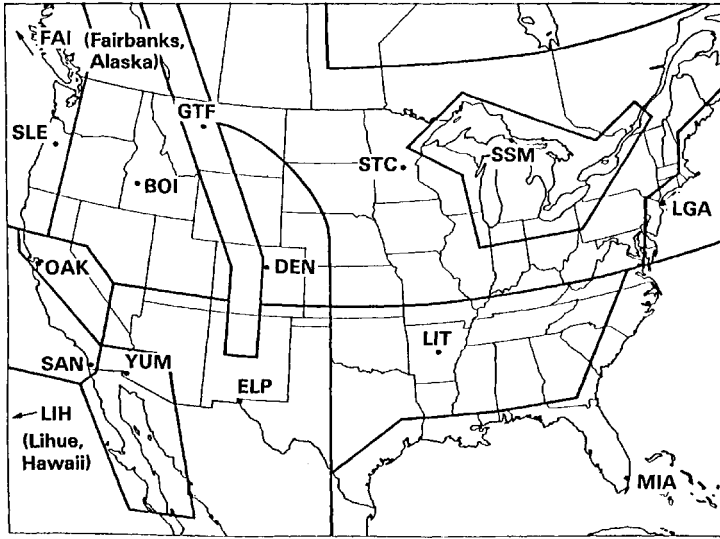 FAI (Fairbanks,
Alaska)
GTF
SLE
STC
SSM
BOI
LGA
OAK
DEN
LIT
SAN
YUM
ELP
LIH
(Lihue,
Hawaii)
MIA